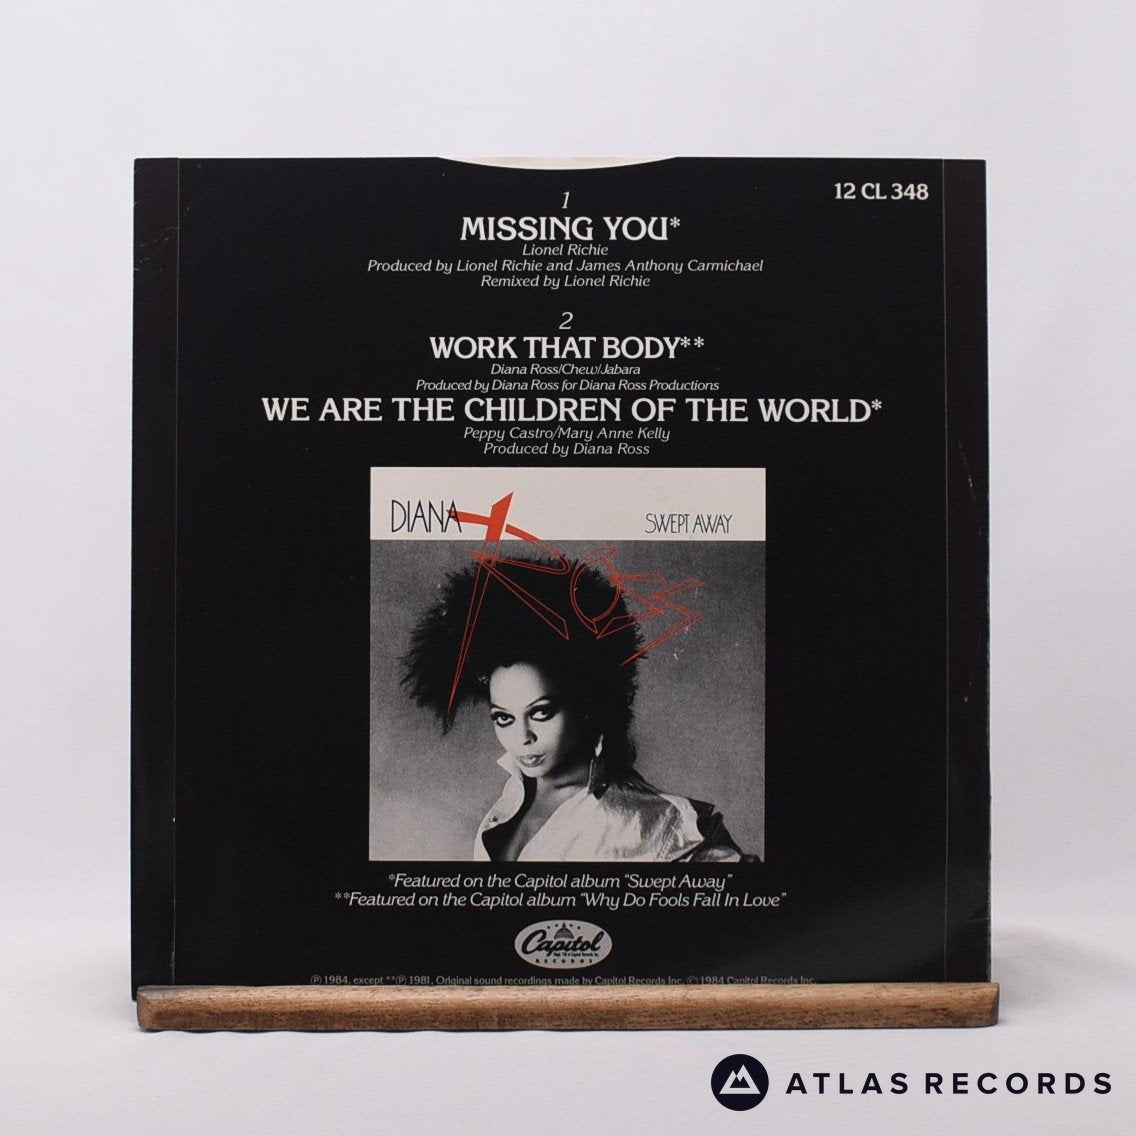 12 CL 348
1
MISSING YOU*
Lionel Richie
Produced by Lionel Richie and James Anthony Carmichael
Remixed by Lionel Richie
2
WORK THAT BODY**
Diana Ross/Chew/Jabara
Produced by Diana Ross for Diana Ross Productions
WE ARE THE CHILDREN OF THE WORLD*
Peppy Castro/Mary Anne Kelly
Produced by Diana Ross
DIANA
SWEPT AWAY
ROSS
*Featured on the Capitol album "Swept Away"
**Featured on the Capitol album "Why Do Fools Fall In Love"
Capitol
RECORDS
Ⓟ 1984, except **Ⓟ 1981, Original sound recordings made by Capitol Records Inc. © 1984 Capitol Records Inc.
ATLAS RECORDS